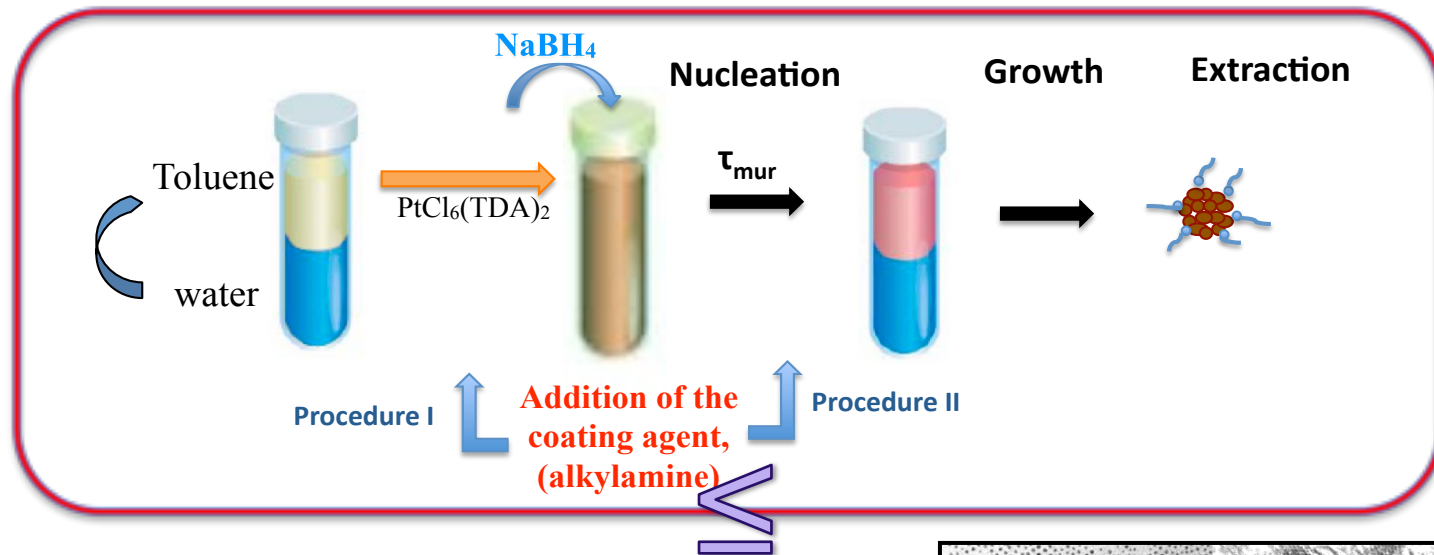 NaBH₄
Nucleation
Growth
Extraction
Toluene
water
PtCl₆(TDA)₂
τmur
Procedure I
Addition of the
coating agent,
(alkylamine)
Procedure II